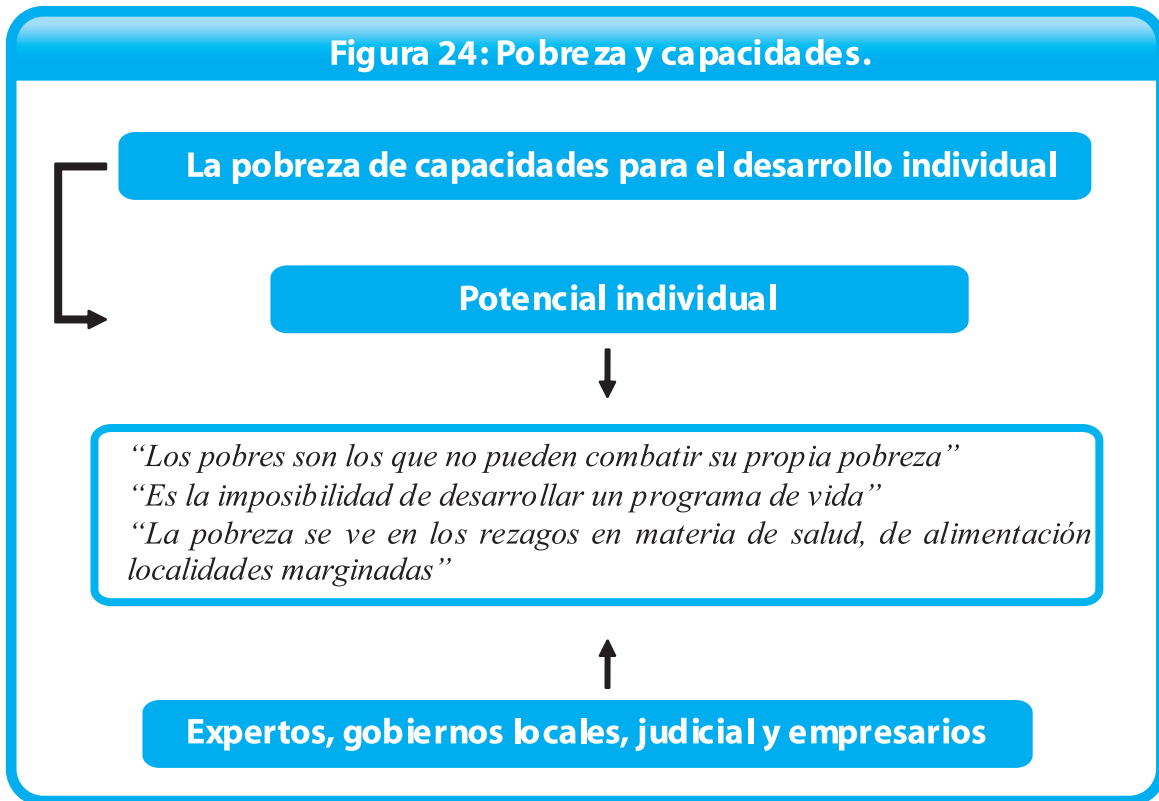 Figura 24: Pobreza y capacidades.
La pobreza de capacidades para el desarrollo individual
Potencial individual
“Los pobres son los que no pueden combatir su propia pobreza”
“Es la imposibilidad de desarrollar un programa de vida”
“La pobreza se ve en los rezagos en materia de salud, de alimentación
localidades marginadas”
Expertos, gobiernos locales, judicial y empresarios